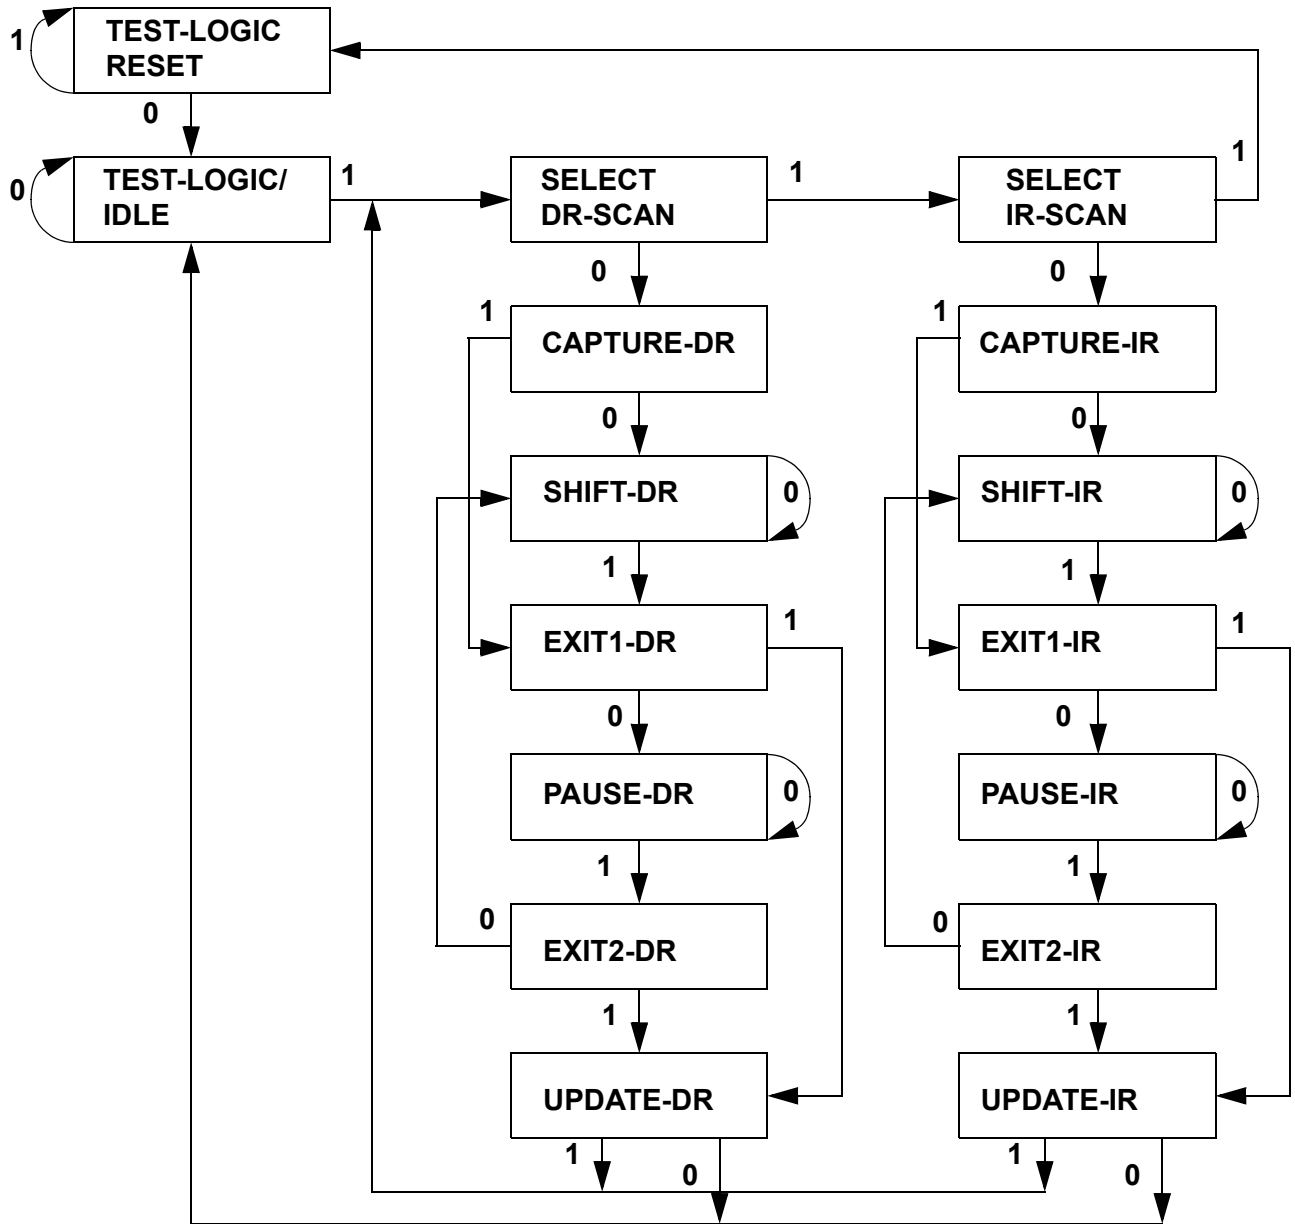 1
TEST-LOGIC
RESET
0
0
TEST-LOGIC/
IDLE
1
SELECT
DR-SCAN
1
SELECT
IR-SCAN
1
0
0
1
CAPTURE-DR
1
CAPTURE-IR
0
0
SHIFT-DR
0
SHIFT-IR
0
1
1
EXIT1-DR
1
EXIT1-IR
1
0
0
PAUSE-DR
0
PAUSE-IR
0
1
1
0
EXIT2-DR
0
EXIT2-IR
1
1
UPDATE-DR
UPDATE-IR
1
0
1
0